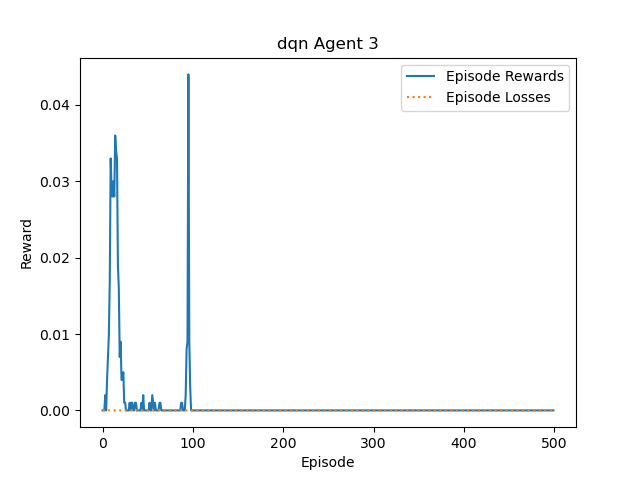 dqn Agent 3
Episode Rewards
Episode Losses
0.04
0.03
0.02
0.01
0.00
Reward
0 100 200 300 400 500
Episode